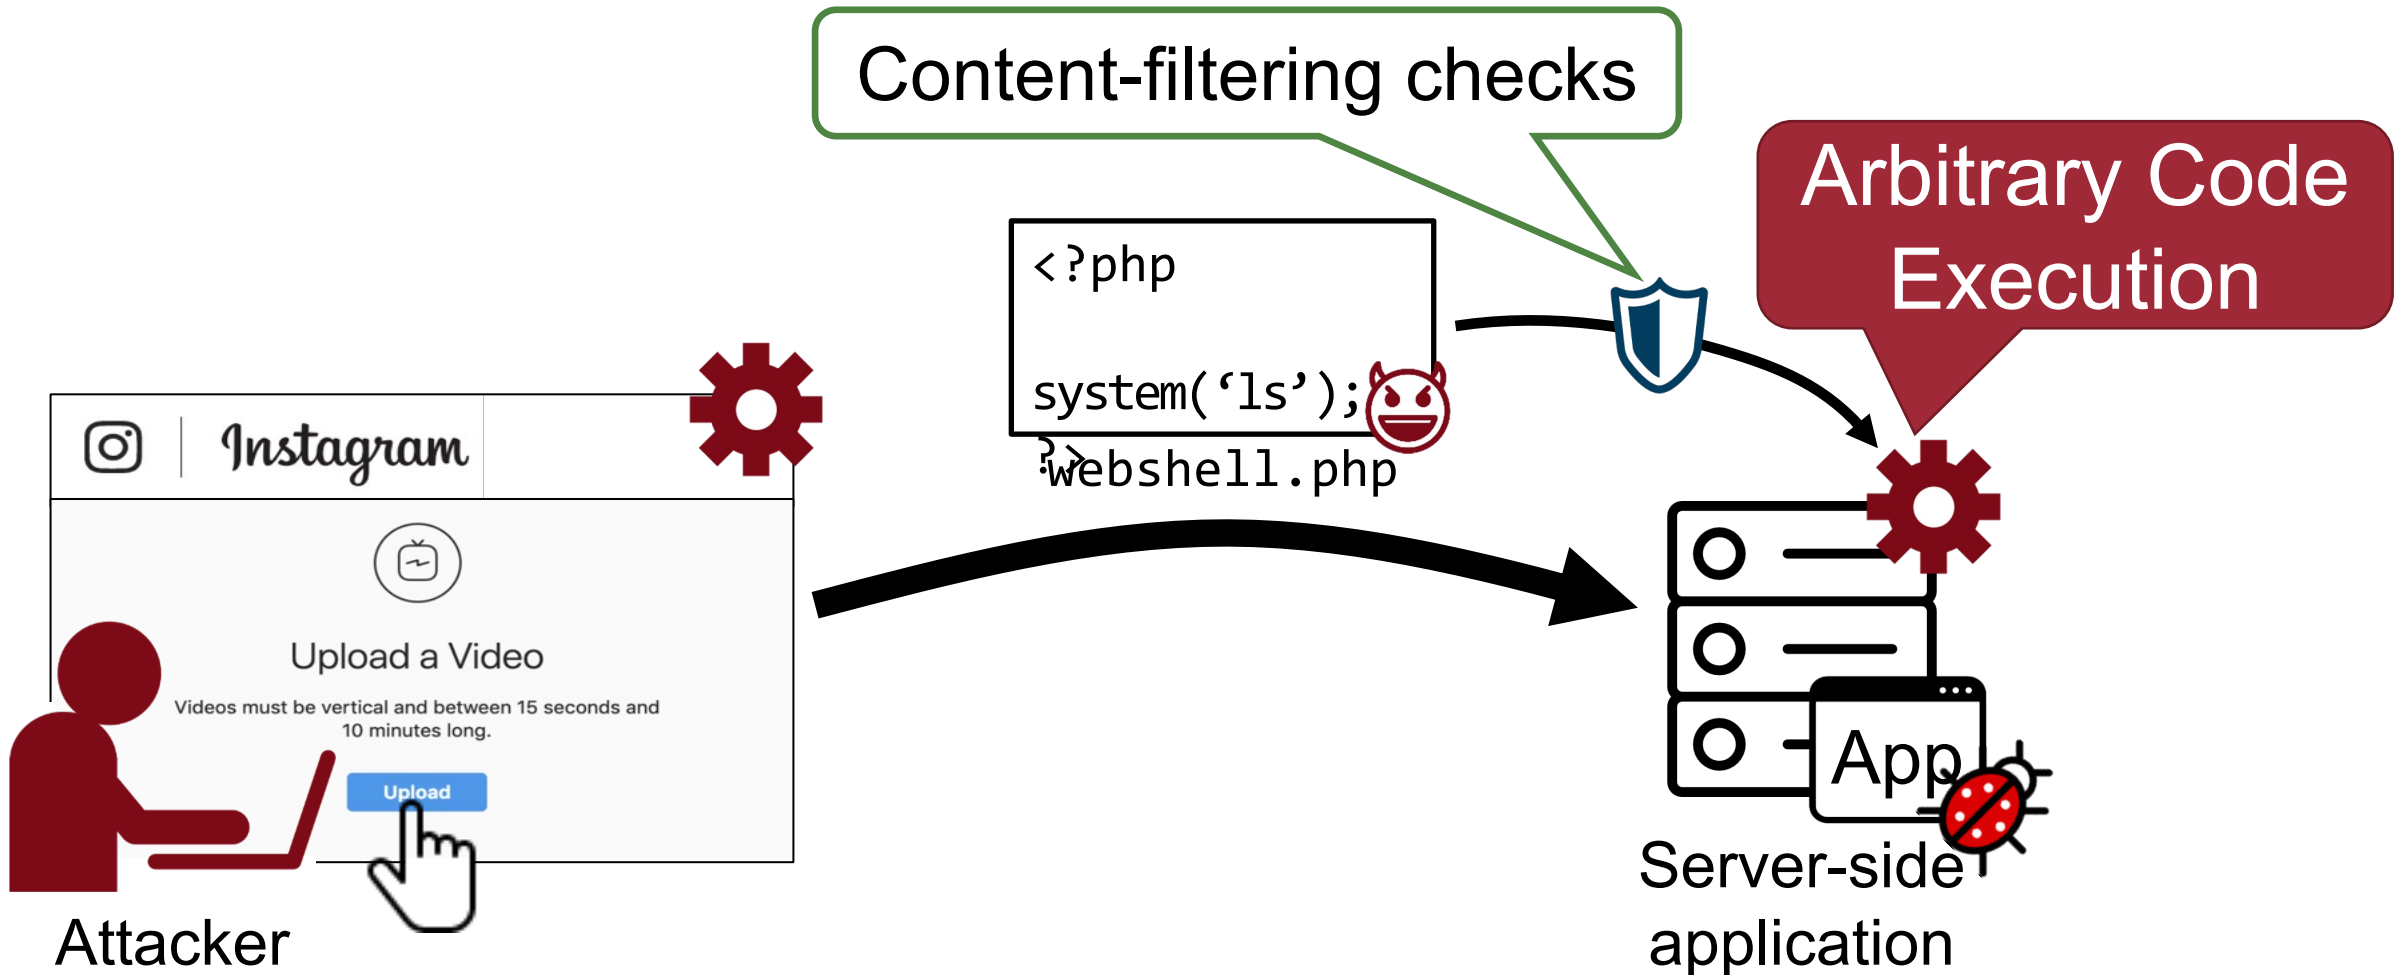 Content-filtering checks
Arbitrary Code
Execution
<?php
system(‘ls’);
?>
webshell.php
Instagram
Upload a Video
Videos must be vertical and between 15 seconds and
10 minutes long.
Upload
Attacker
App
Server-side
application